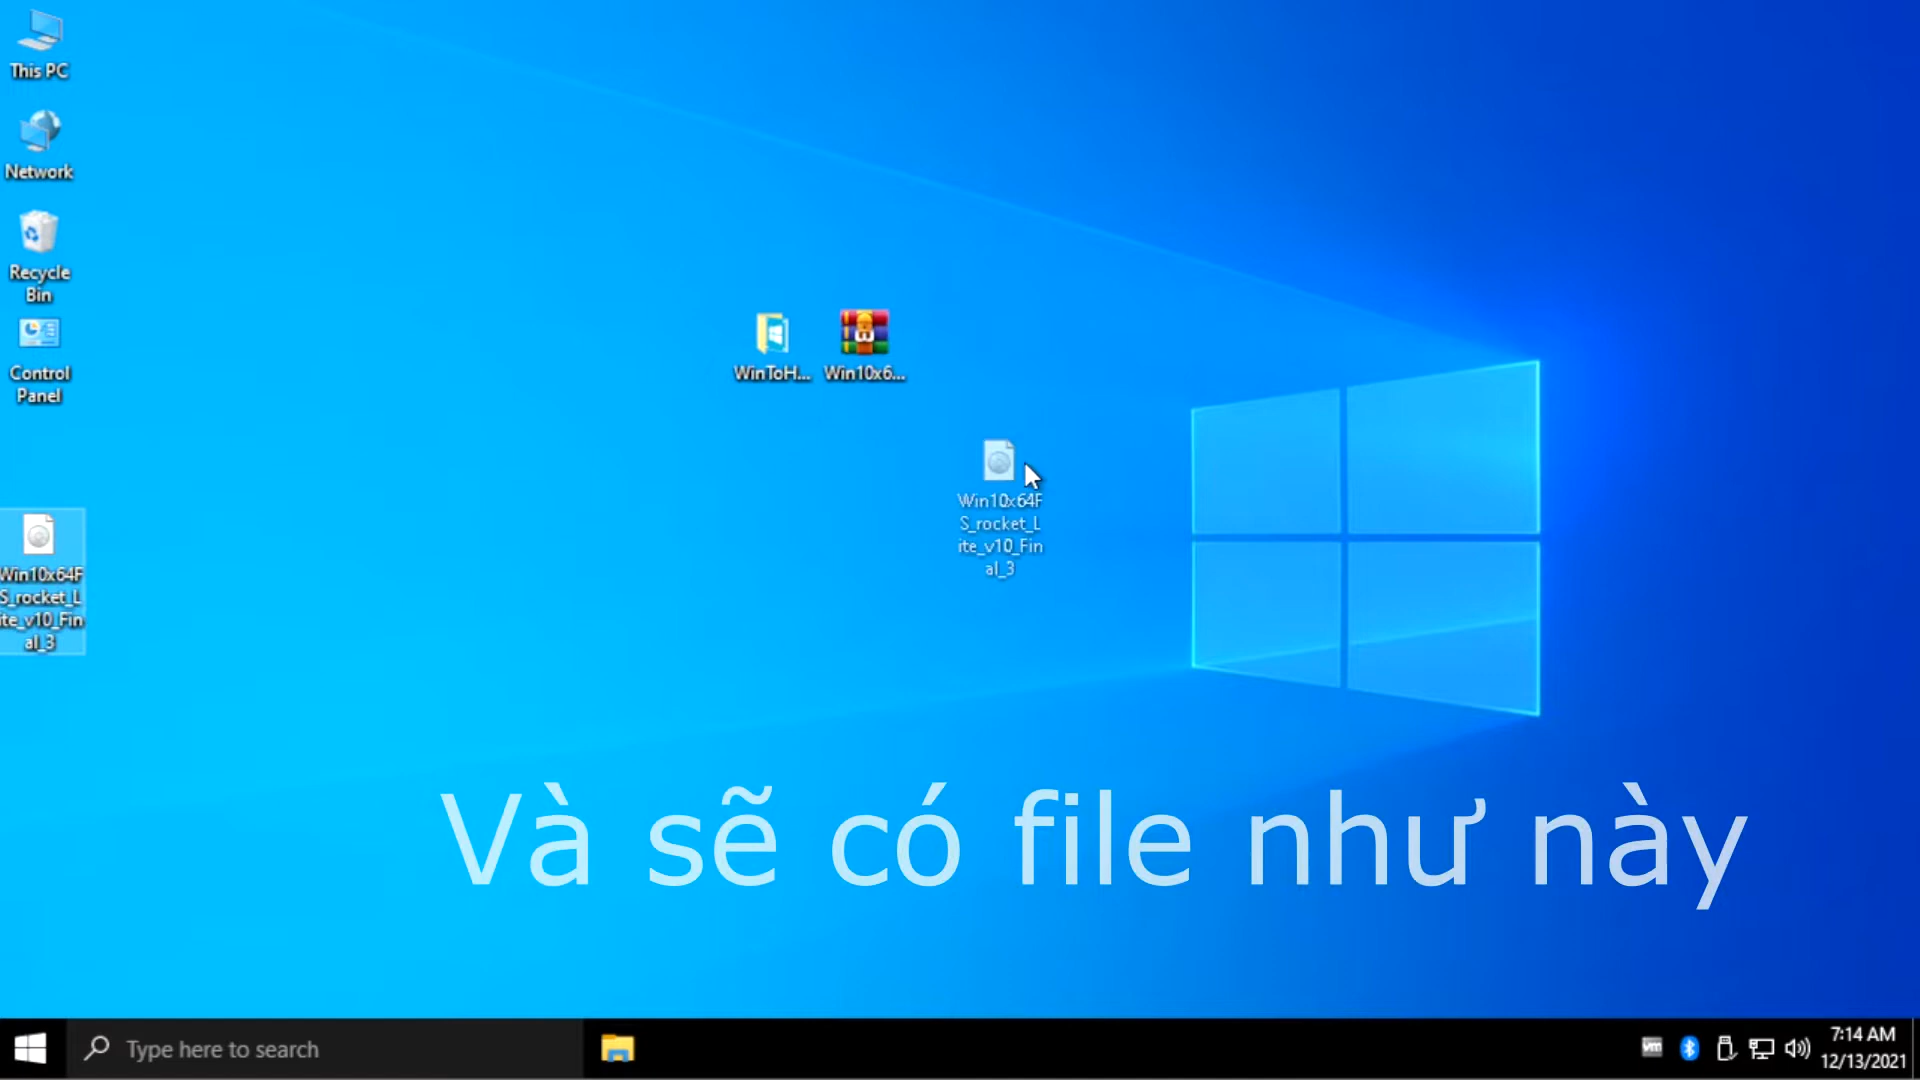 This PC
Network
Recycle
Bin
Control
Panel
Win10x64F
S_rocket_L
ite_v10_Fin
al_3
WinToH...
Win10x6...
Win10x64F
S_rocket_L
ite_v10_Fin
al_3
Và sẽ có file như này
Type here to search
vm
7:14 AM
12/13/2021